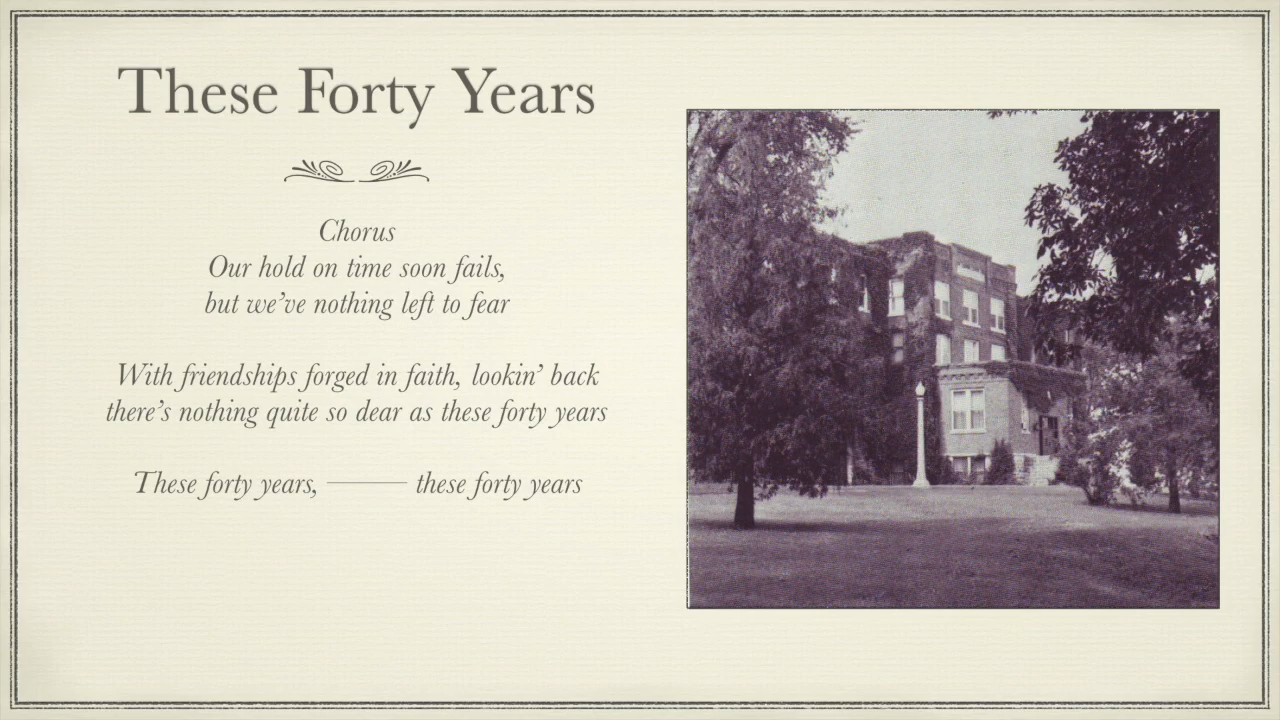 These Forty Years
Chorus
Our hold on time soon fails,
but we’ve nothing left to fear
With friendships forged in faith, lookin’ back
there’s nothing quite so dear as these forty years
These forty years, ——— these forty years